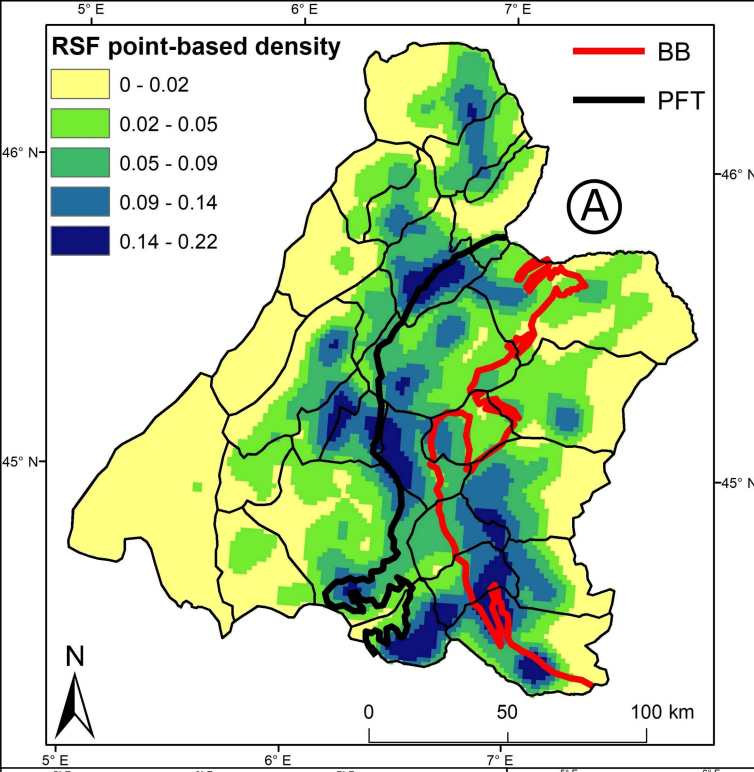 5° E 6° E 7° E
RSF point-based density
0 - 0.02
0.02 - 0.05
0.05 - 0.09
0.09 - 0.14
0.14 - 0.22
BB
PFT
46° N
46° N
A
45° N
45° N
N
0 50 100 km
5° E 6° E 7° E